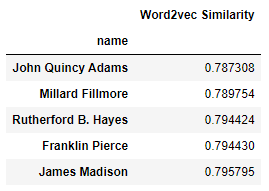 Word2vec Similarity
name
John Quincy Adams 0.787308
Millard Fillmore 0.789754
Rutherford B. Hayes 0.794424
Franklin Pierce 0.794430
James Madison 0.795795